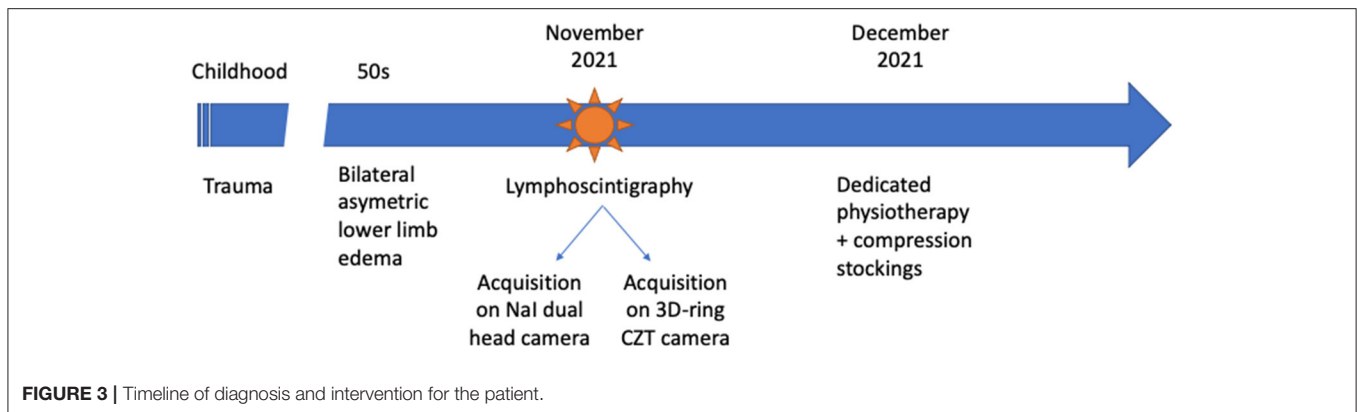 November
2021
December
2021
Childhood
50s
Trauma
Bilateral
asymetric
lower limb
edema
Lymphoscintigraphy
Dedicated
physiotherapy
+ compression
stockings
Acquisition
on NaI dual
head camera
Acquisition
on 3D-ring
CZT camera
FIGURE 3 | Timeline of diagnosis and intervention for the patient.